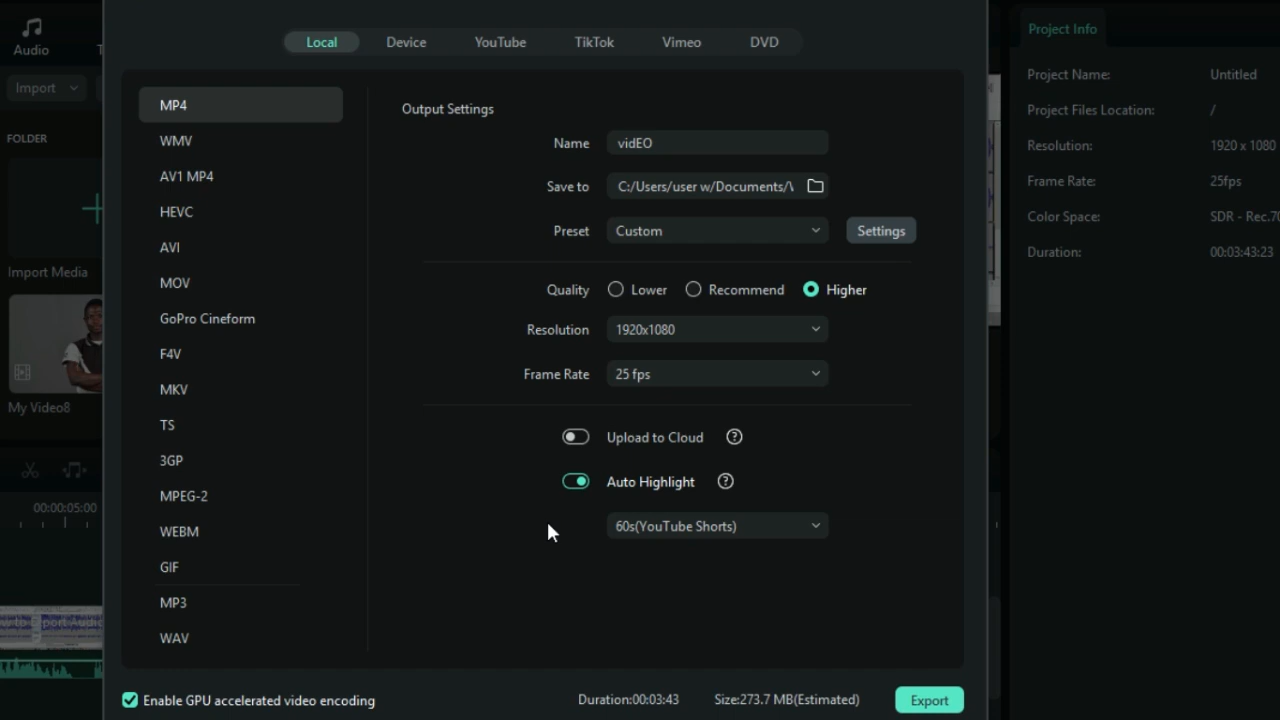 Local
Device
YouTube
TikTok
Vimeo
DVD
Project Info
Audio
Import
FOLDER
Import Media
My Video8
00:00:05:00
MP4
WMV
AV1 MP4
HEVC
AVI
MOV
GoPro Cineform
F4V
MKV
TS
3GP
MPEG-2
WEBM
GIF
MP3
WAV
Output Settings
Name vidEO
Save to C:/Users/user w/Documents/
Preset Custom Settings
Quality Lower Recommend Higher
Resolution 1920x1080
Frame Rate 25 fps
Upload to Cloud ?
Auto Highlight ?
60s(YouTube Shorts)
Project Name: Untitled
Project Files Location: /
Resolution: 1920 x 1080
Frame Rate: 25fps
Color Space: SDR - Rec.70
Duration: 00:03:43:23
Enable GPU accelerated video encoding
Duration:00:03:43
Size:273.7 MB(Estimated)
Export